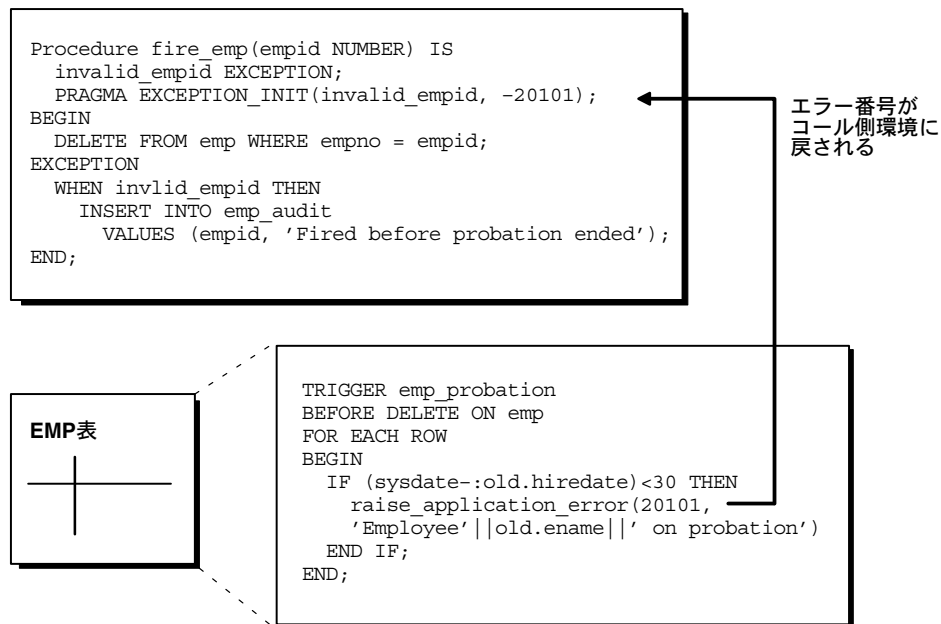 Procedure fire_emp(empid NUMBER) IS
invalid_empid EXCEPTION;
PRAGMA EXCEPTION_INIT(invalid_empid, –20101);
BEGIN
DELETE FROM emp WHERE empno = empid;
EXCEPTION
WHEN invlid_empid THEN
INSERT INTO emp_audit
VALUES (empid, 'Fired before probation ended');
END;
エラー番号が
コール側環境に
戻される
EMP表
TRIGGER emp_probation
BEFORE DELETE ON emp
FOR EACH ROW
BEGIN
IF (sysdate–:old.hiredate)<30 THEN
raise_application_error(20101,
'Employee'||old.ename||' on probation')
END IF;
END;